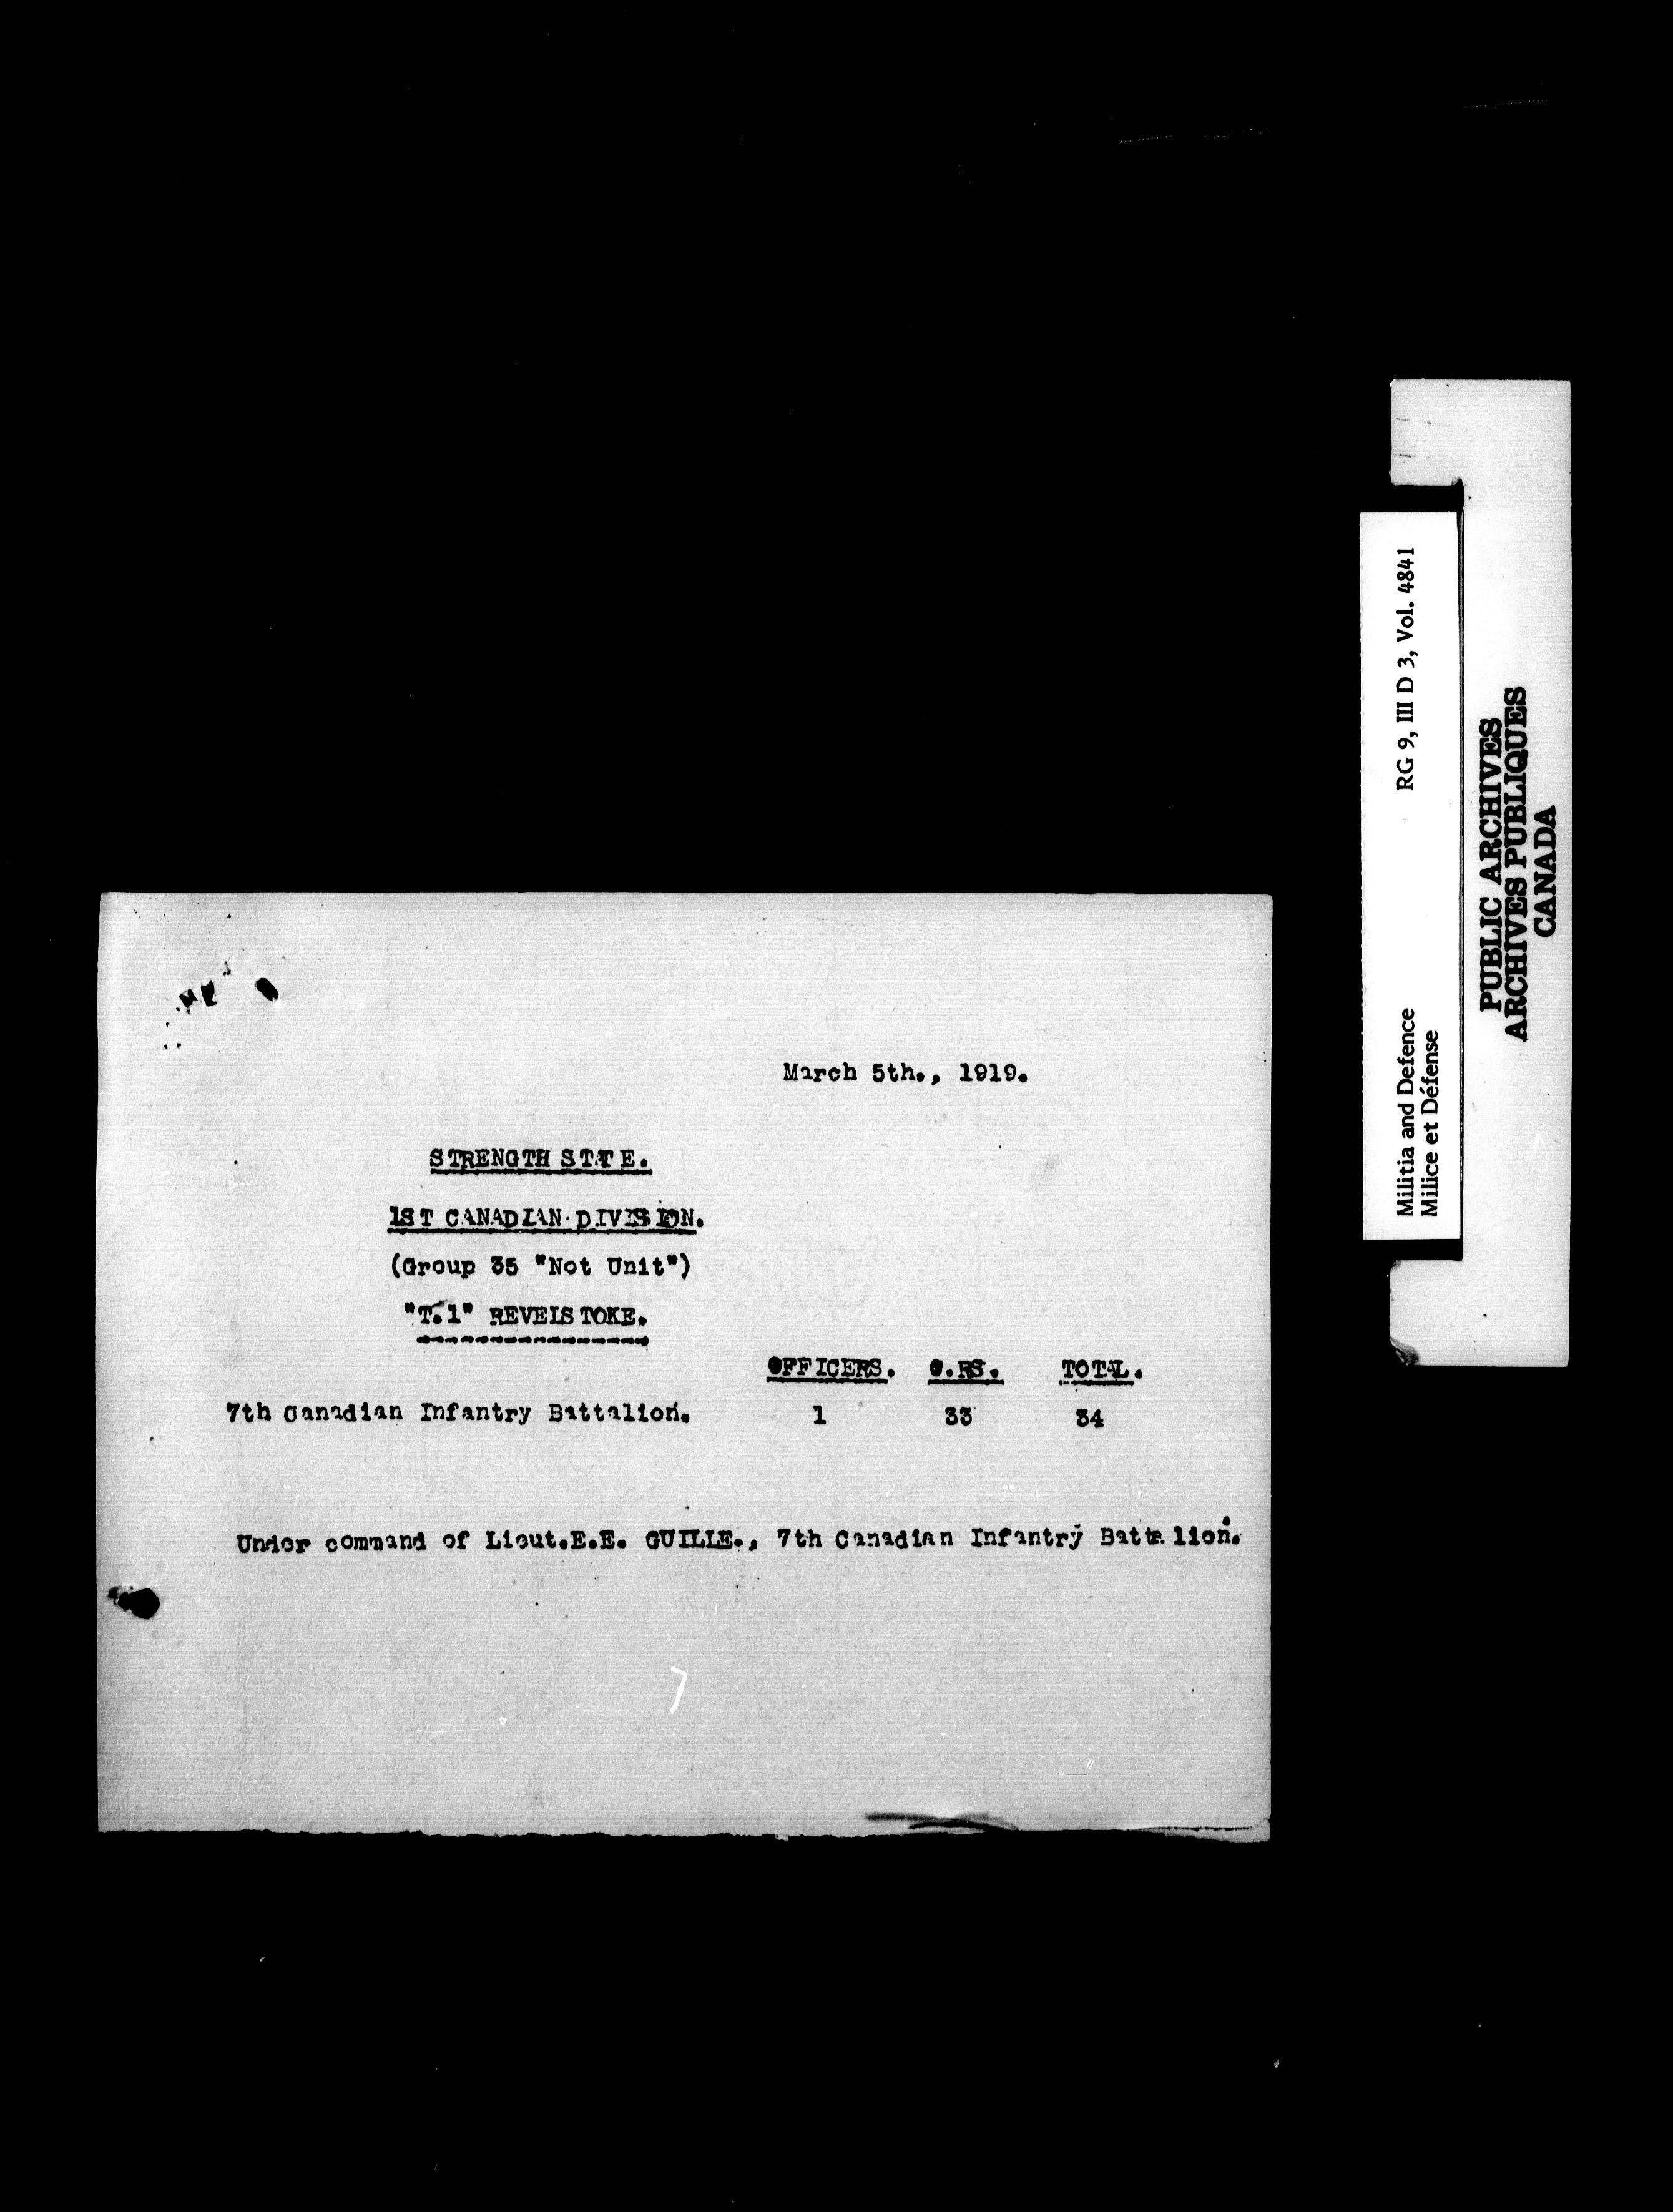 March 5th., 1919.
STRENGTH STATE.
1ST CANADIAN DIVISION.
(Group 35 "Not Unit")
"T.1" REVELSTOKE.
OFFICERS. O.RS. TOTAL.
7th Canadian Infantry Battalion. 1 33 34
Under command of Lieut.E.E. GUILLE., 7th Canadian Infantry Battalion.
Militia and Defence RG 9, III D 3, Vol. 4841
Milice et Défense
PUBLIC ARCHIVES
ARCHIVES PUBLIQUES
CANADA